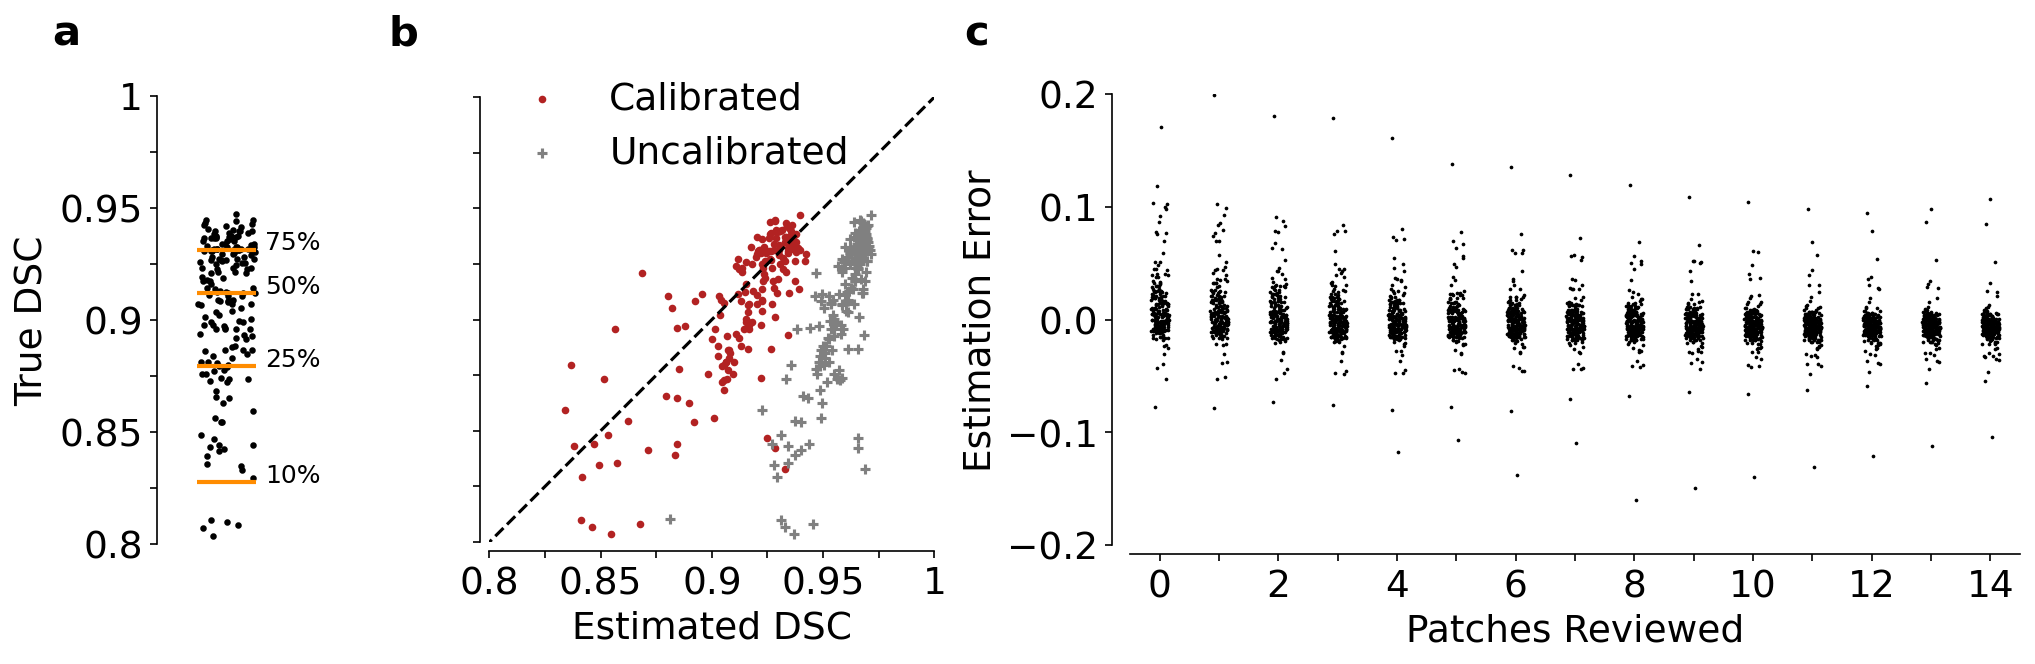 a
True DSC
1
0.95
0.9
0.85
0.8
75%
50%
25%
10%
b
Calibrated
Uncalibrated
0.8 0.85 0.9 0.95 1
Estimated DSC
c
Estimation Error
0.2
0.1
0.0
−0.1
−0.2
0 2 4 6 8 10 12 14
Patches Reviewed